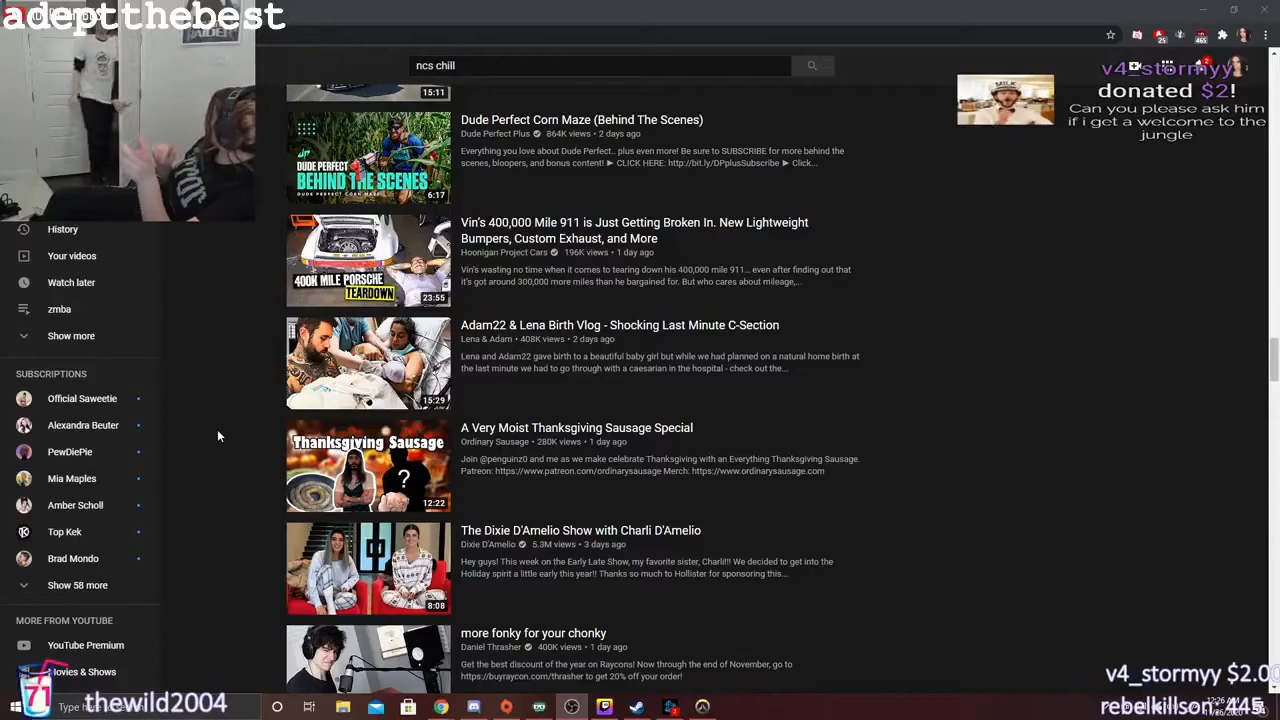 adeptthebest
ncs chill
v4_stormyy
donated $2!
Can you please ask him
if i get a welcome to the
jungle
25
465
2
MILK
15:11
Dude Perfect Corn Maze (Behind The Scenes)
Dude Perfect Plus 864K views • 2 days ago
Everything you love about Dude Perfect.. plus even more! Be sure to SUBSCRIBE for more behind the
scenes, bloopers, and bonus content! ► CLICK HERE: http://bit.ly/DPplusSubscribe ► Click...
dp
DUDE PERFECT
BEHIND THE SCENES
DUDE PERFECT CORN MAZE
6:17
Vin's 400,000 Mile 911 is Just Getting Broken In. New Lightweight
Bumpers, Custom Exhaust, and More
Hoonigan Project Cars 196K views • 1 day ago
Vin's wasting no time when it comes to tearing down his 400,000 mile 911... even after finding out that
it's got around 300,000 more miles than he bargained for. But who cares about mileage,...
400K MILE PORSCHE
TEARDOWN
23:55
Adam22 & Lena Birth Vlog - Shocking Last Minute C-Section
Lena & Adam • 408K views • 2 days ago
Lena and Adam22 gave birth to a beautiful baby girl but while we had planned on a natural home birth at
the last minute we had to go through with a caesarian in the hospital - check out the...
15:29
A Very Moist Thanksgiving Sausage Special
Ordinary Sausage • 280K views • 1 day ago
Join @penguinz0 and me as we make celebrate Thanksgiving with an Everything Thanksgiving Sausage.
Patreon: https://www.patreon.com/ordinarysausage Merch: https://www.ordinarysausage.com
Thanksgiving Sausage
?
12:22
The Dixie D'Amelio Show with Charli D'Amelio
Dixie D'Amelio 5.3M views • 3 days ago
Hey guys! This week on the Early Late Show, my favorite sister, Charli!!! We decided to get into the
Holiday spirit a little early this year!! Thanks so much to Hollister for sponsoring this...
8:08
more fonky for your chonky
Daniel Thrasher 400K views • 1 day ago
Get the best discount of the year on Raycons! Now through the end of November, go to
https://buyraycon.com/thrasher to get 20% off your order!
History
Your videos
Watch later
zmba
Show more
SUBSCRIPTIONS
Official Saweetie
Alexandra Beuter
PewDiePie
Mia Maples
Amber Scholl
Top Kek
Brad Mondo
Show 58 more
MORE FROM YOUTUBE
YouTube Premium
Movies & Shows
71
thewild2004
Type here
v4_stormyy $2.00
rebelkilson 445